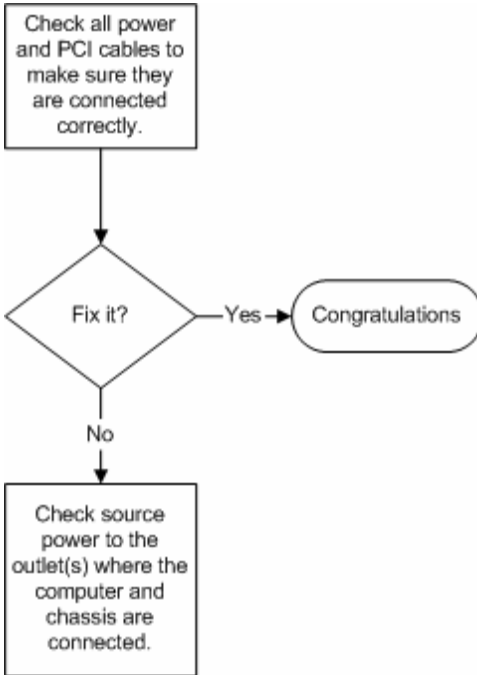 Check all power
and PCI cables to
make sure they
are connected
correctly.
Fix it?
Yes
Congratulations
No
Check source
power to the
outlet(s) where the
computer and
chassis are
connected.